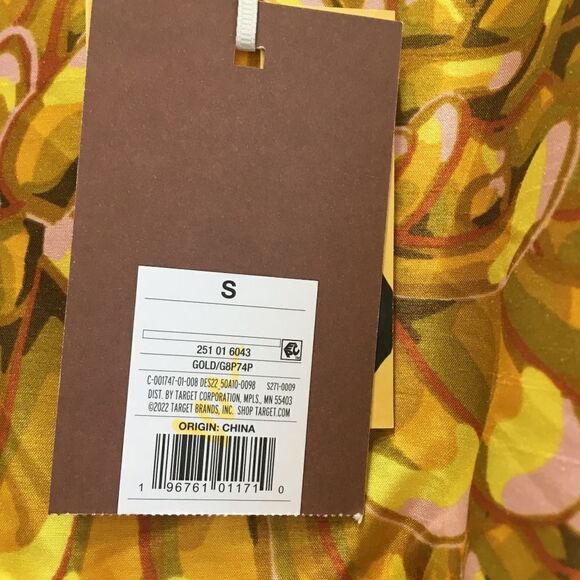 S
251 01 6043
GOLD/G8P74P
C-001747-01-008 DES22 50A10-0098 S271-0009
DIST. BY TARGET CORPORATION, MPLS., MN 55403
©2022 TARGET BRANDS, INC. SHOP TARGET.COM
ORIGIN: CHINA
1 96761 01171 0